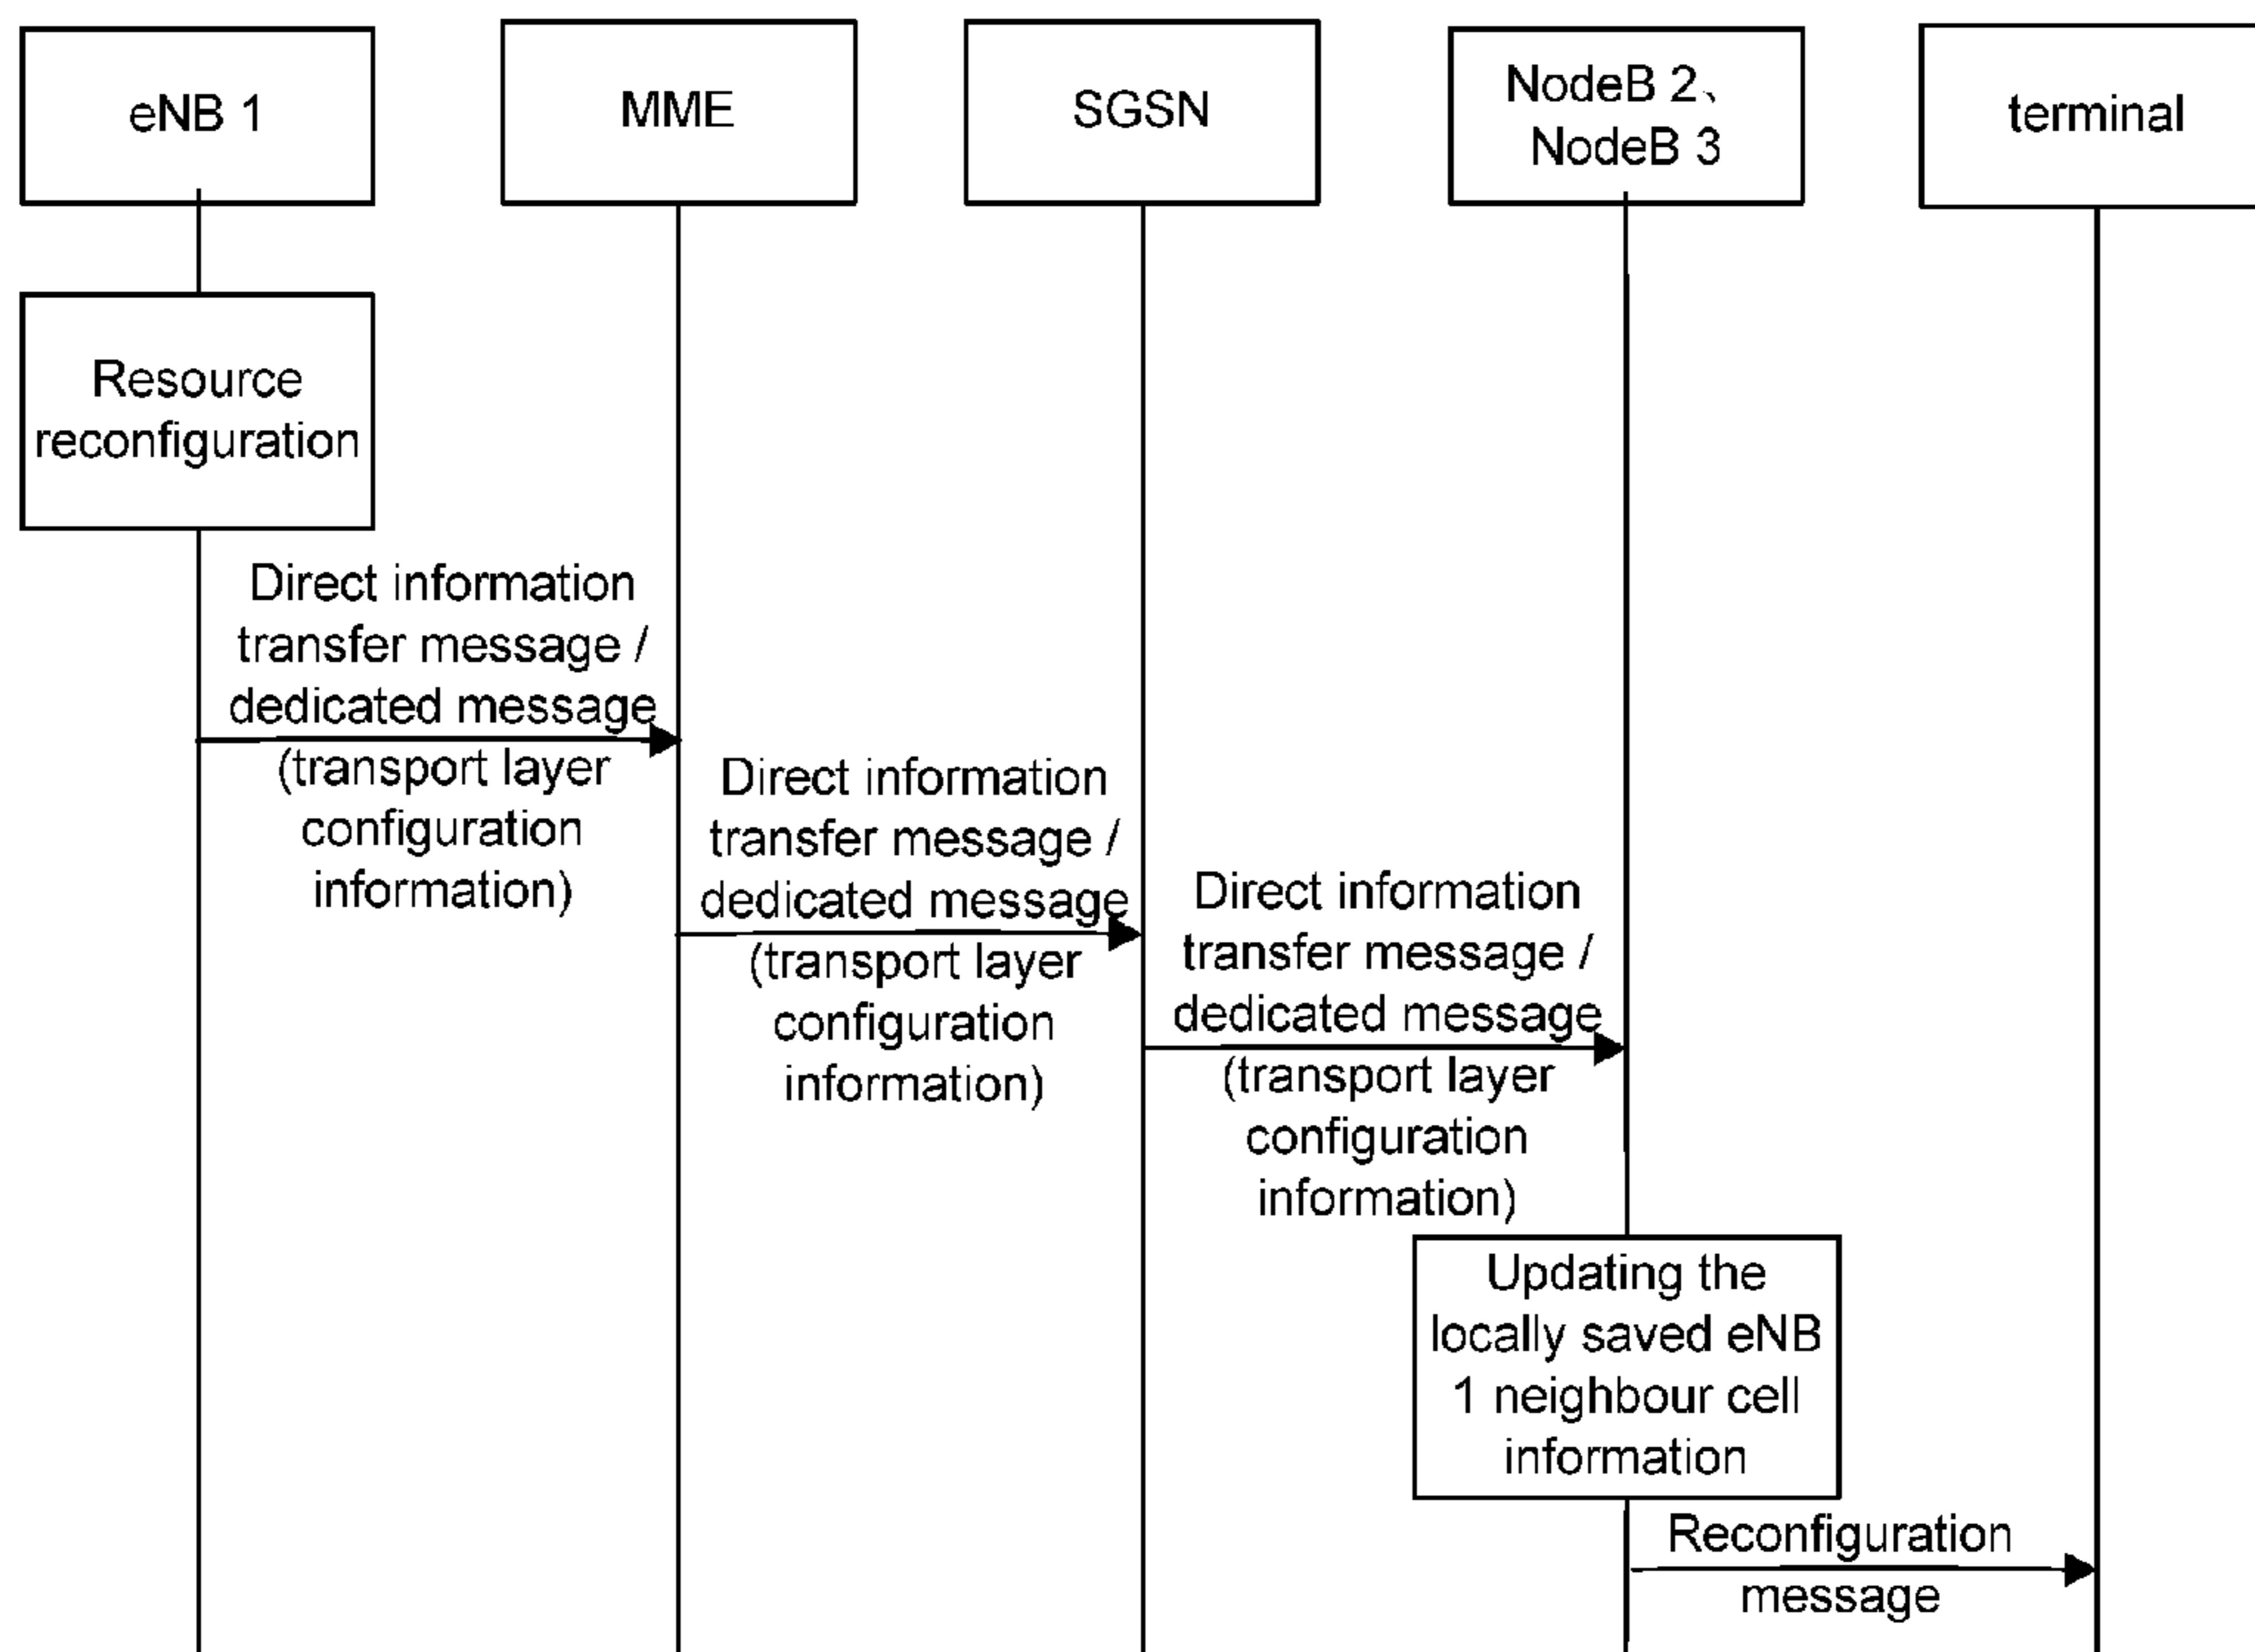 eNB 1
MME
SGSN
NodeB 2、
NodeB 3
terminal
Resource
reconfiguration
Direct information
transfer message /
dedicated message
(transport layer
configuration
information)
Direct information
transfer message /
dedicated message
(transport layer
configuration
information)
Direct information
transfer message /
dedicated message
(transport layer
configuration
information)
Updating the
locally saved eNB
1 neighbour cell
information
Reconfiguration
message